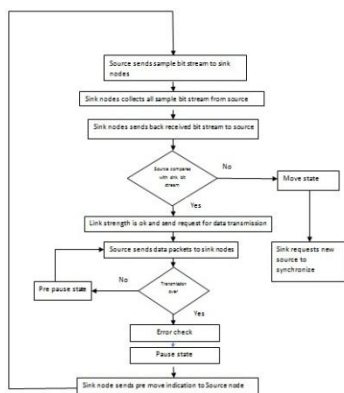 Source sends sample bit stream to sink
nodes
Sink nodes collects all sample bit stream from source
Sink nodes sends back received bit stream to source
Source compares
with sink bit
stream
No
Move state
Yes
Link strength is ok and send request for data transmission
Source sends data packets to sink nodes
Sink requests new
source to
synchronize
Pre pause state
No
Transmission
over
Yes
Error check
Pause state
Sink node sends pre move indication to Source node